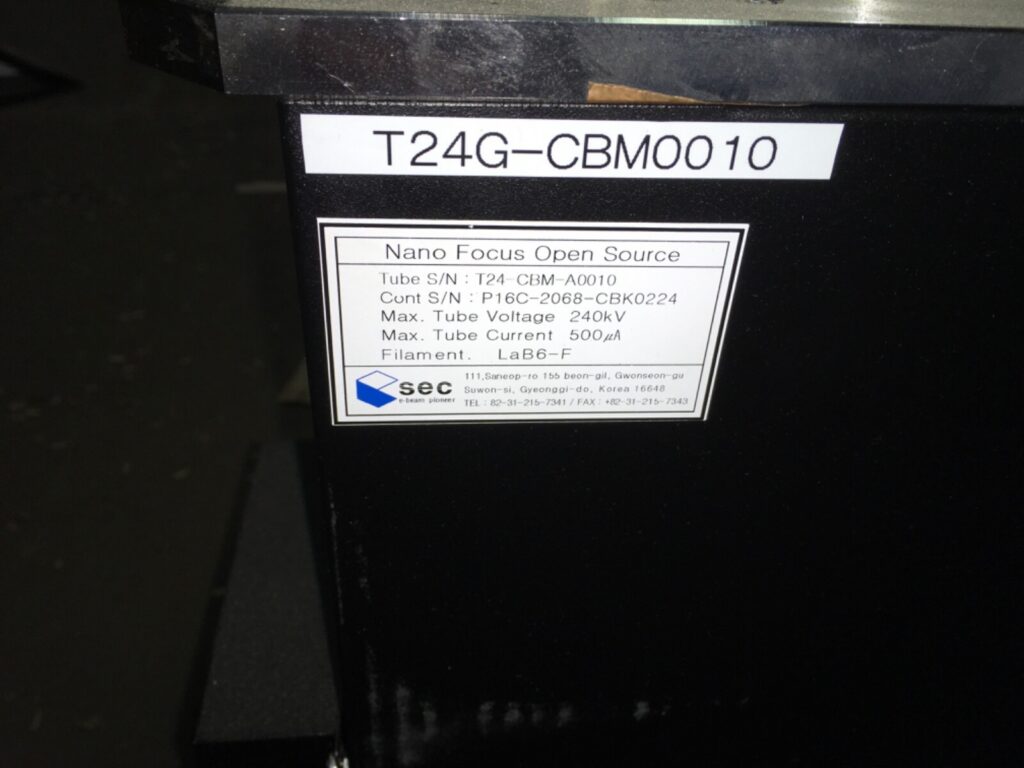 T24G-CBM0010
Nano Focus Open Source
Tube S/N : T24-CBM-A0010
Cont S/N : P16C-2068-CBK0224
Max. Tube Voltage 240kV
Max. Tube Current 500㎂
Filament. LaB6-F
sec
e-beam pioneer
111,Saneop-ro 155 beon-gil, Gwonseon-gu
Suwon-si, Gyeonggi-do, Korea 16648
TEL : 82-31-215-7341 / FAX : +82-31-215-7343